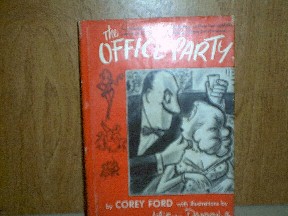 the
OFFICE PARTY
by COREY FORD with illustrations by